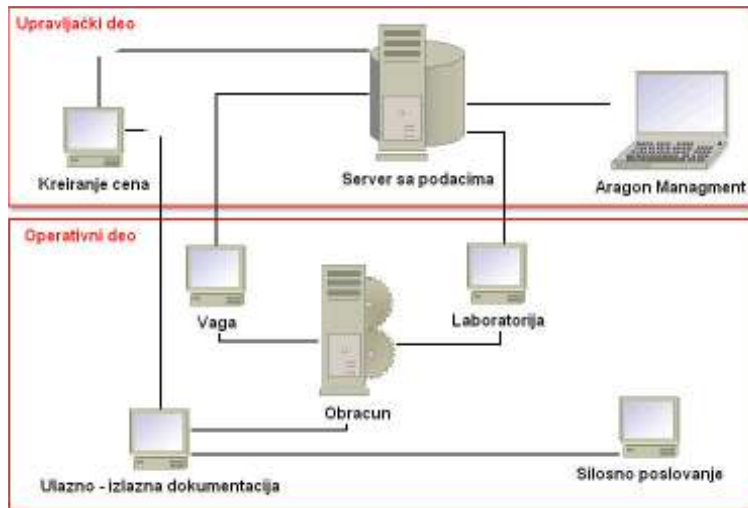 Upravljački deo
Kreiranje cena
Server sa podacima
Aragon Managment
Operativni deo
Vaga
Laboratorija
Obracun
Ulazno - izlazna dokumentacija
Silosno poslovanje